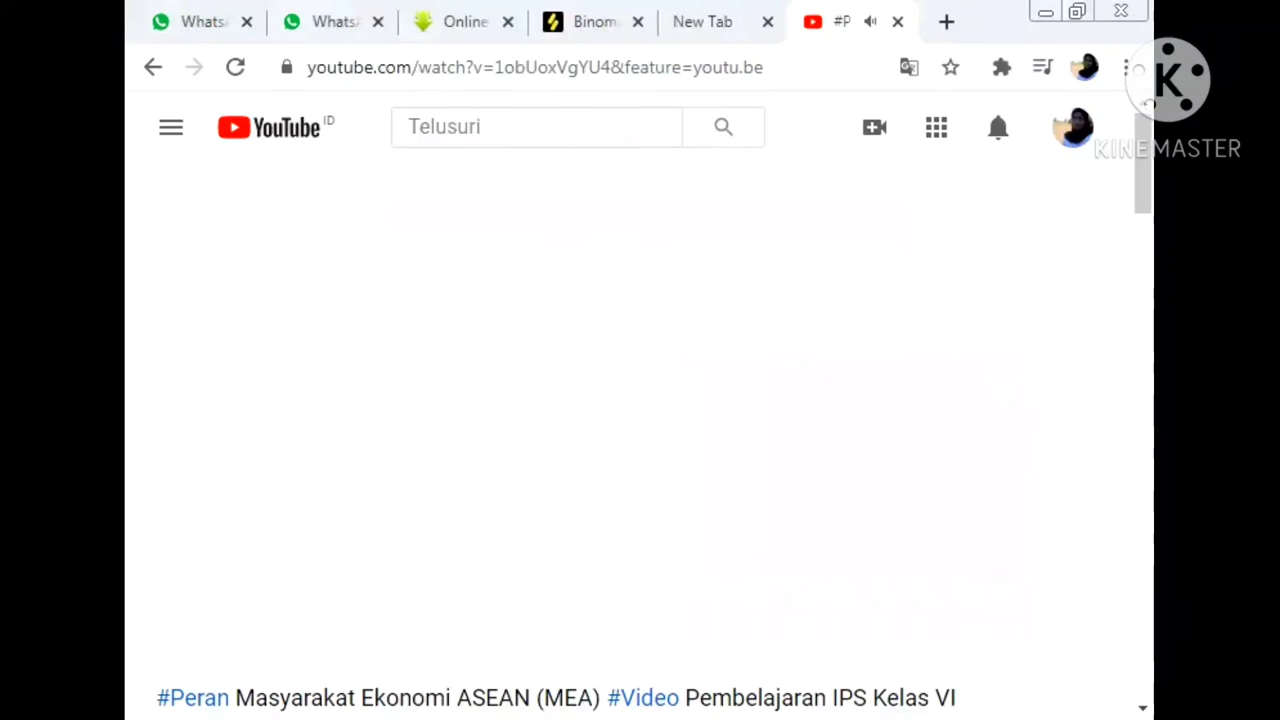 Whats
Whats
Online
Binom
New Tab
#P
youtube.com/watch?v=1obUoxVgYU4&feature=youtu.be
K
YouTube ID
Telusuri
KINEMASTER
#Peran Masyarakat Ekonomi ASEAN (MEA) #Video Pembelajaran IPS Kelas VI